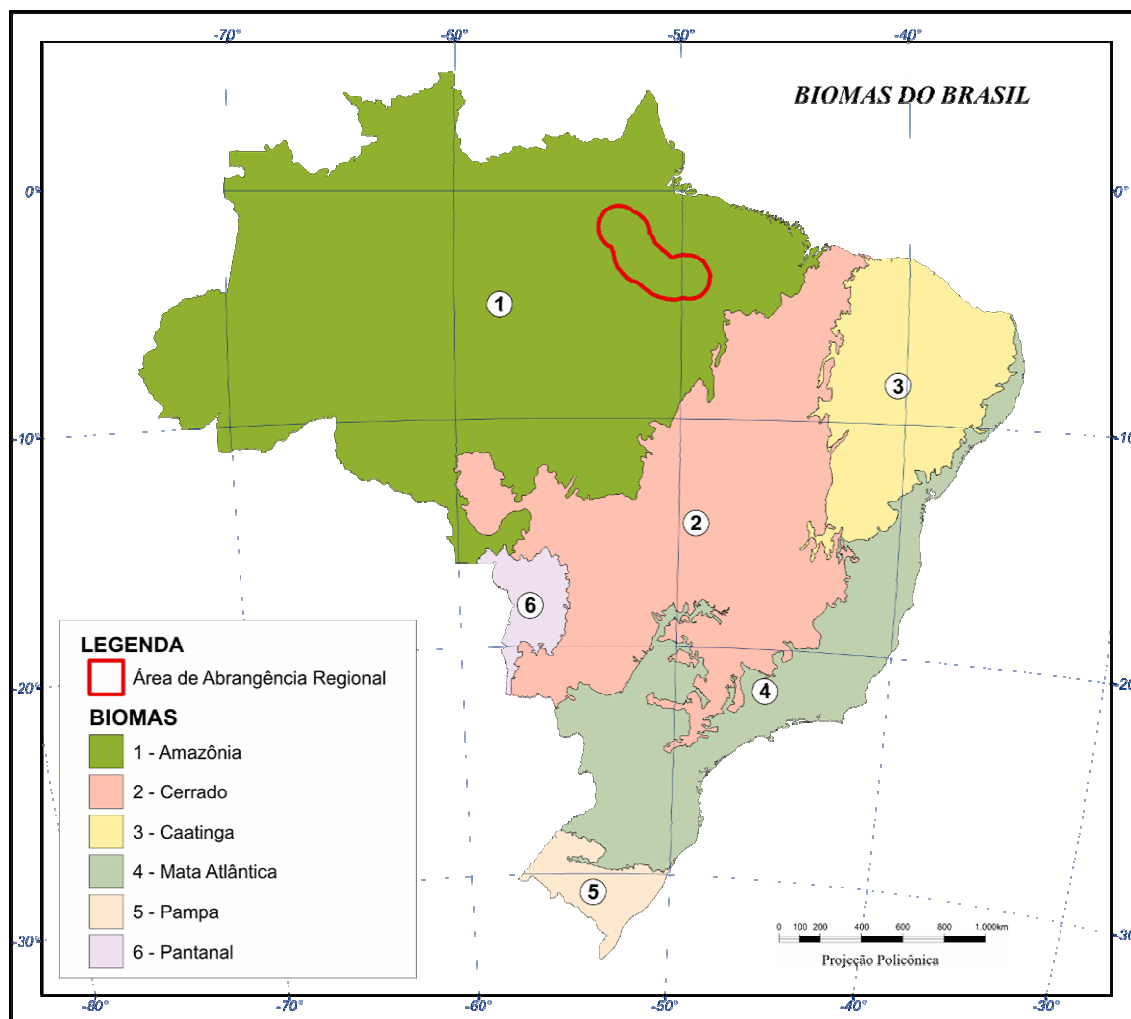 -70°
-60°
-50°
-40°
BIOMAS DO BRASIL
0°
0°
1
3
-10°
-10°
2
6
LEGENDA
Área de Abrangência Regional
-20°
-20°
4
BIOMAS
1 - Amazônia
2 - Cerrado
3 - Caatinga
4 - Mata Atlântica
5 - Pampa
5
6 - Pantanal
0 100 200 400 600 800 1.000km
Projeção Policônica
-30°
-30°
-80°
-70°
-60°
-50°
-40°
-30°